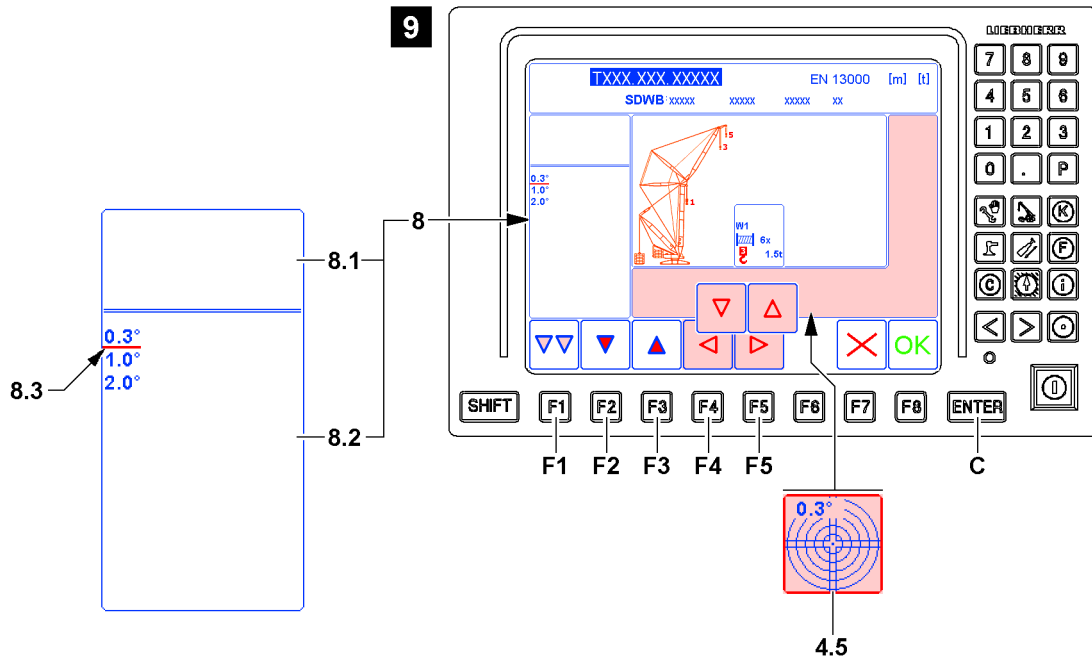 9
LIEBHERR
TXXX.XXX.XXXXX EN 13000 [m] [t]
SDWB: xxxxx xxxxx xxxxx xx
0.3°
1.0°
2.0°
5
3
1
W1
6x
3
1.5t
OK
7 8 9
4 5 6
1 2 3
0 . P
K
F
C i
SHIFT F1 F2 F3 F4 F5 F6 F7 F8 ENTER
F1 F2 F3 F4 F5 C
8
8.1
0.3°
1.0°
2.0°
8.3
8.2
0.3°
4.5